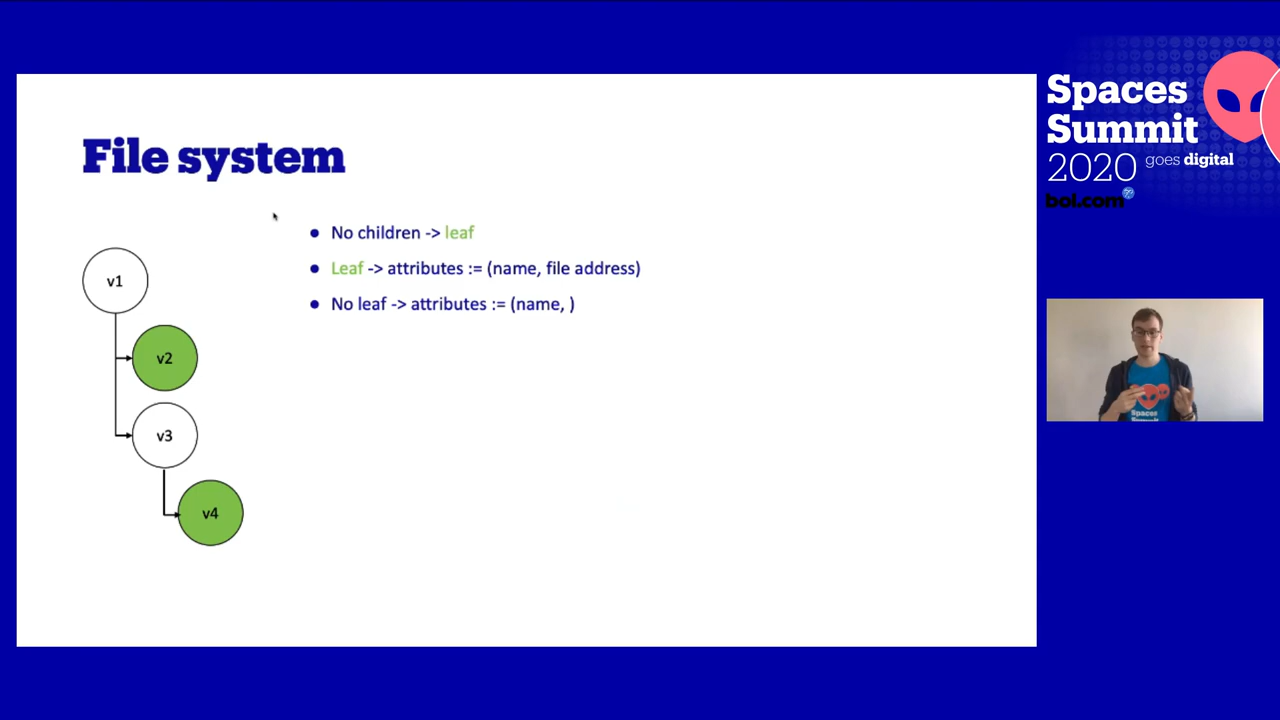 File system
● No children -> leaf
● Leaf -> attributes := (name, file address)
● No leaf -> attributes := (name, )
v1
v2
v3
v4
Spaces
Summit
2020 goes digital
bol.com
Spaces